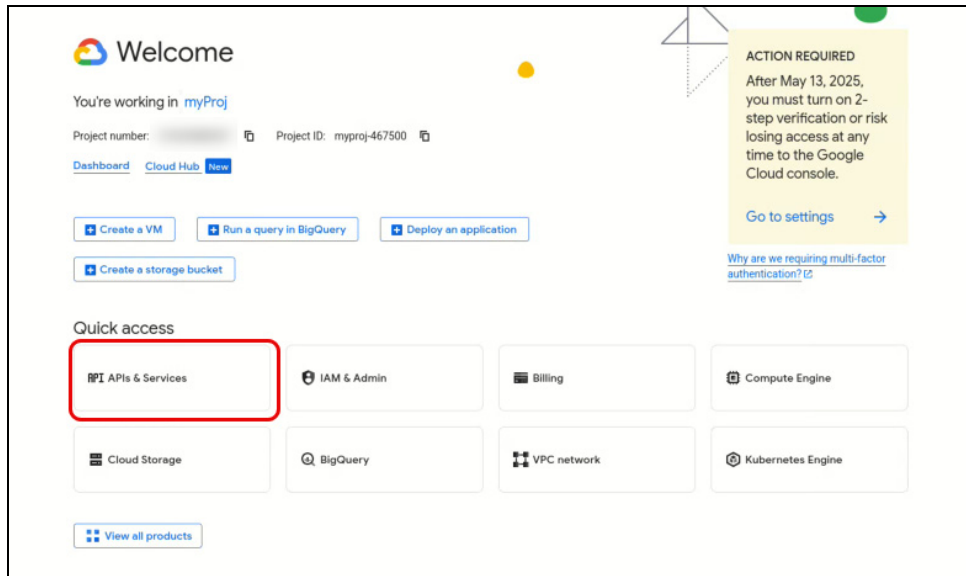 Welcome
You're working in myProj
Project number: Project ID: myproj-467500
Dashboard Cloud Hub New
Create a VM Run a query in BigQuery Deploy an application
Create a storage bucket
ACTION REQUIRED
After May 13, 2025,
you must turn on 2-
step verification or risk
losing access at any
time to the Google
Cloud console.
Go to settings
Why are we requiring multi-factor
authentication?
Quick access
API APIs & Services IAM & Admin Billing Compute Engine
Cloud Storage BigQuery VPC network Kubernetes Engine
View all products